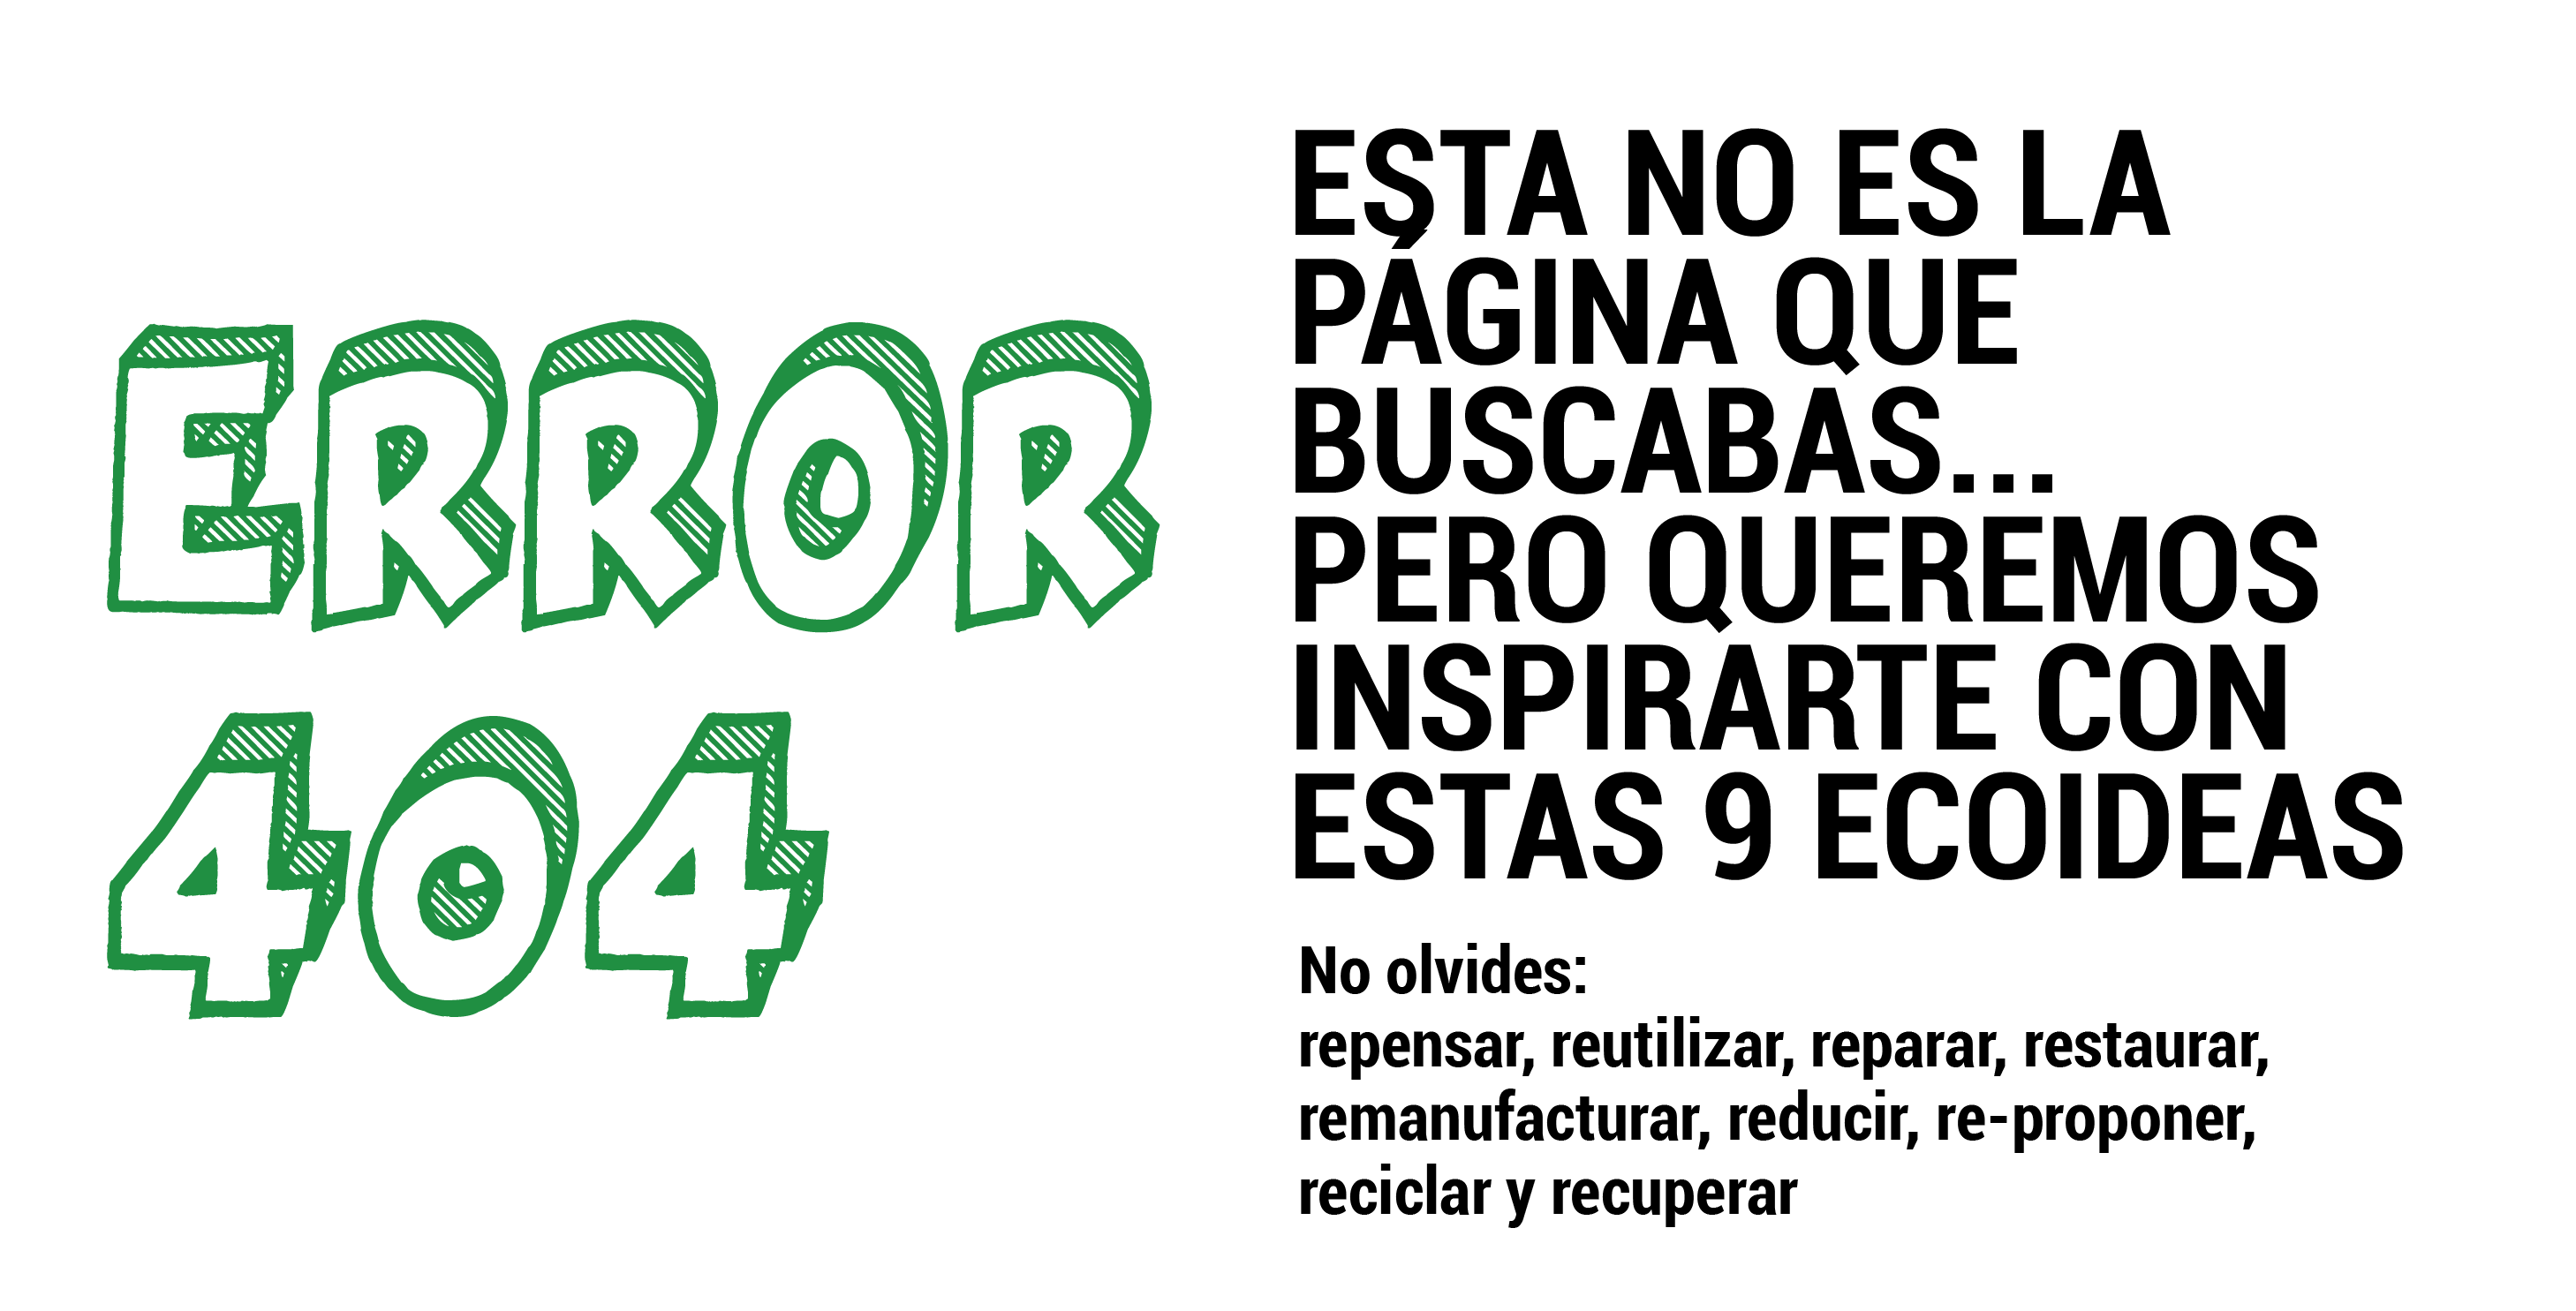 ERROR
404
ESTA NO ES LA
PÁGINA QUE
BUSCABAS...
PERO QUEREMOS
INSPIRARTE CON
ESTAS 9 ECOIDEAS
No olvides:
repensar, reutilizar, reparar, restaurar,
remanufacturar, reducir, re-proponer,
reciclar y recuperar